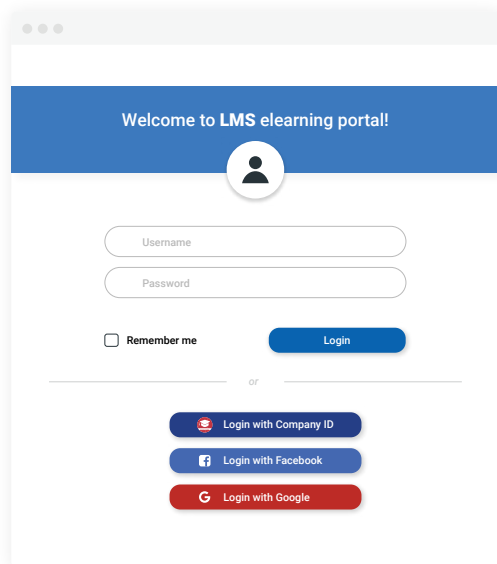 Welcome to LMS elearning portal!
Username
Password
Remember me
Login
or
Login with Company ID
Login with Facebook
G Login with Google